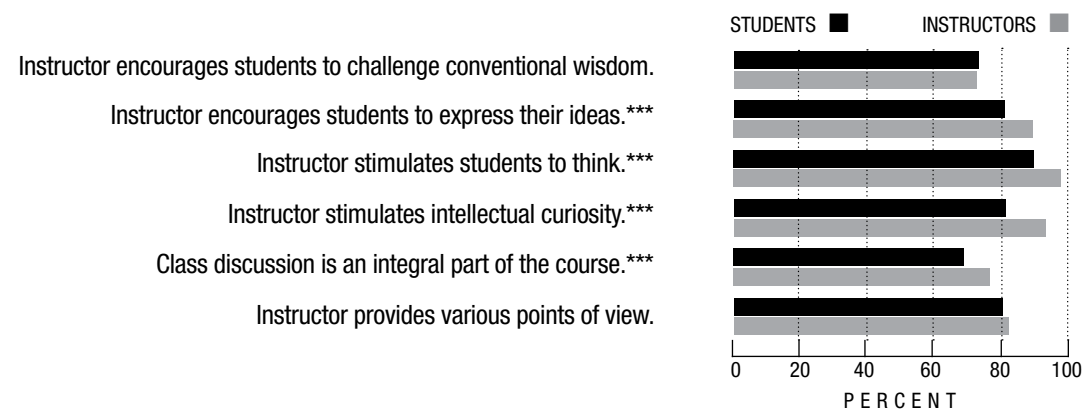 STUDENTS INSTRUCTORS
Instructor encourages students to challenge conventional wisdom.
Instructor encourages students to express their ideas.***
Instructor stimulates students to think.***
Instructor stimulates intellectual curiosity.***
Class discussion is an integral part of the course.***
Instructor provides various points of view.
0 20 40 60 80 100
PERCENT